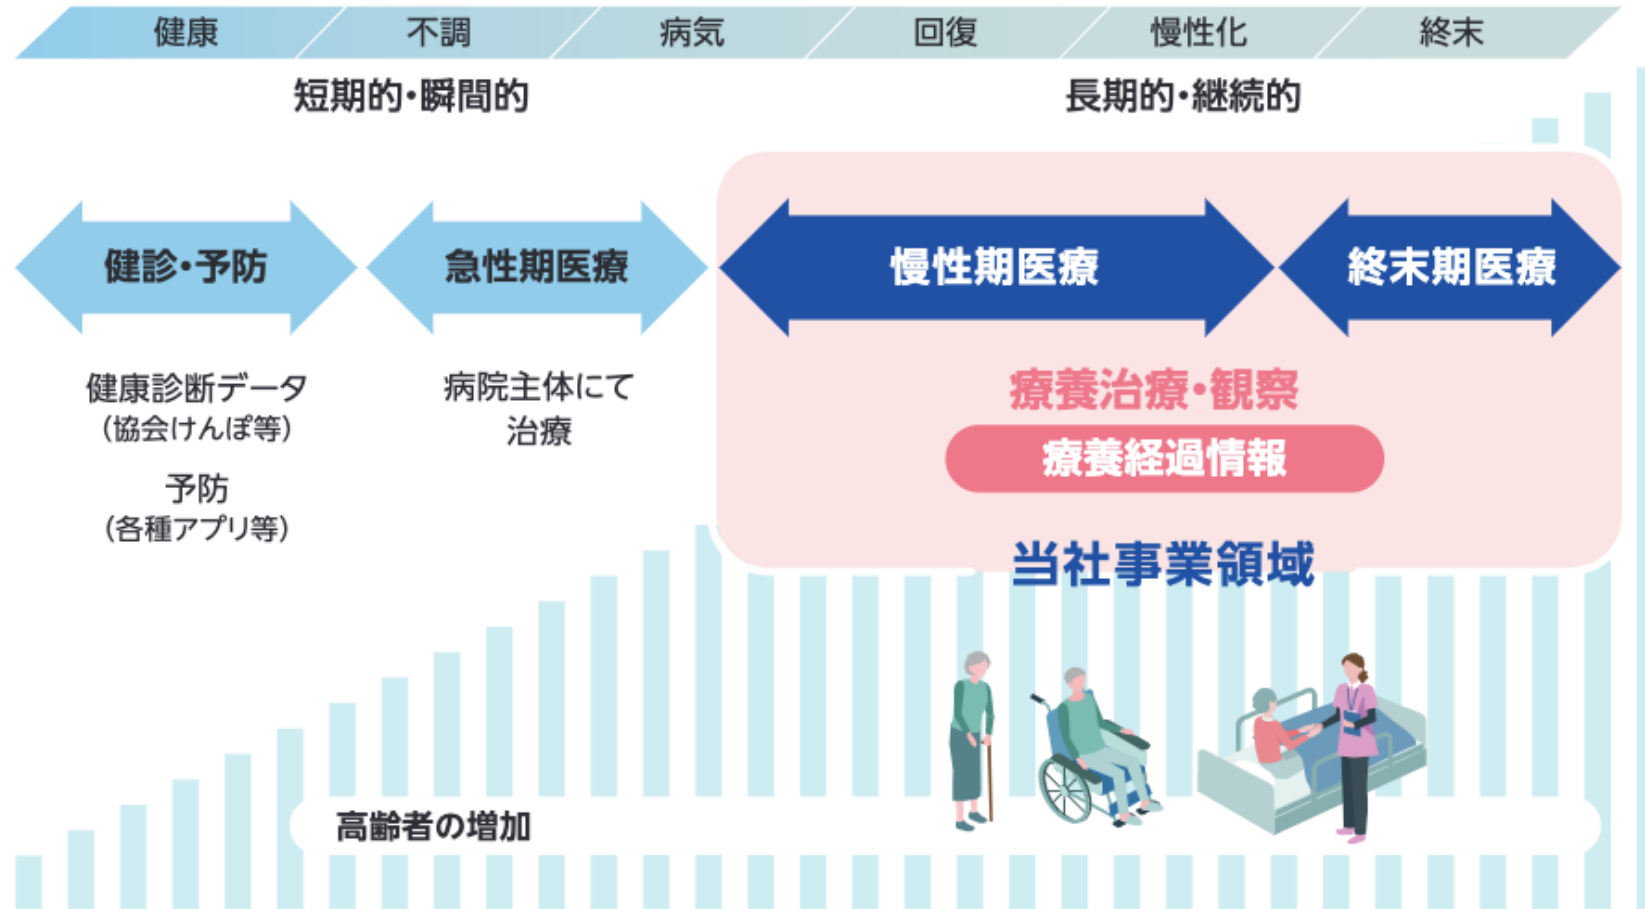 健康 不調 病気 回復 慢性化 終末
短期的・瞬間的 長期的・継続的
健診・予防 急性期医療 慢性期医療 終末期医療
健康診断データ
（協会けんぽ等）
予防
（各種アプリ等）
病院主体にて
治療
療養治療・観察
療養経過情報
当社事業領域
高齢者の増加